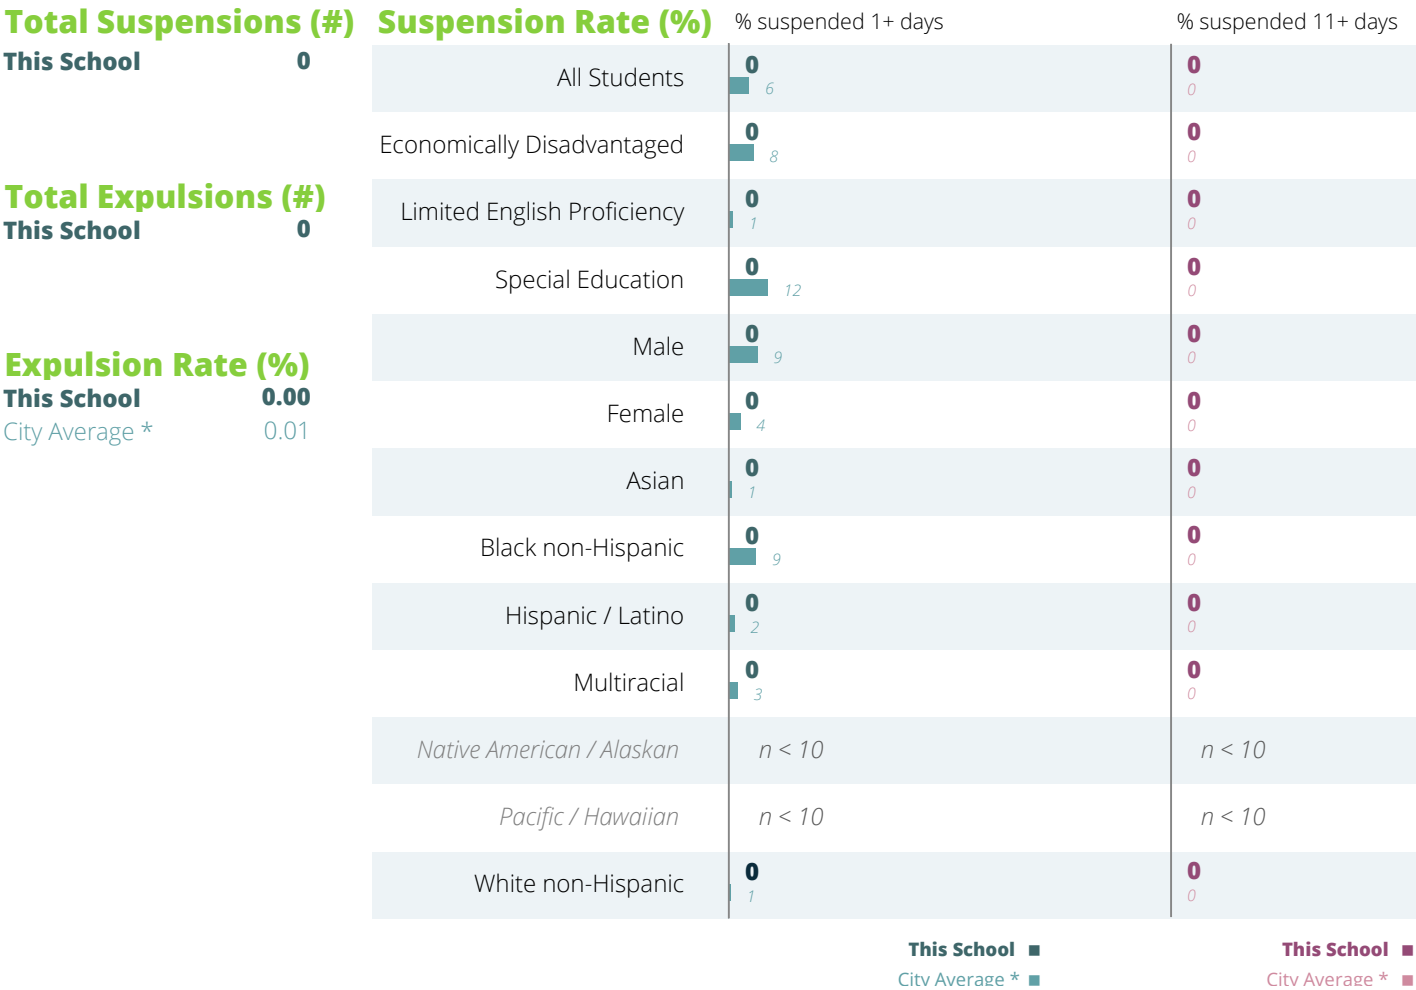 Total Suspensions (#)
This School 0
Total Expulsions (#)
This School 0
Expulsion Rate (%)
This School 0.00
City Average * 0.01
Suspension Rate (%) % suspended 1+ days % suspended 11+ days
All Students 0 0
6 0
Economically Disadvantaged 0 0
8 0
Limited English Proficiency 0 0
1 0
Special Education 0 0
12 0
Male 0 0
9 0
Female 0 0
4 0
Asian 0 0
1 0
Black non-Hispanic 0 0
9 0
Hispanic / Latino 0 0
2 0
Multiracial 0 0
3 0
Native American / Alaskan n < 10 n < 10
Pacific / Hawaiian n < 10 n < 10
White non-Hispanic 0 0
1 0
This School This School
City Average * City Average *